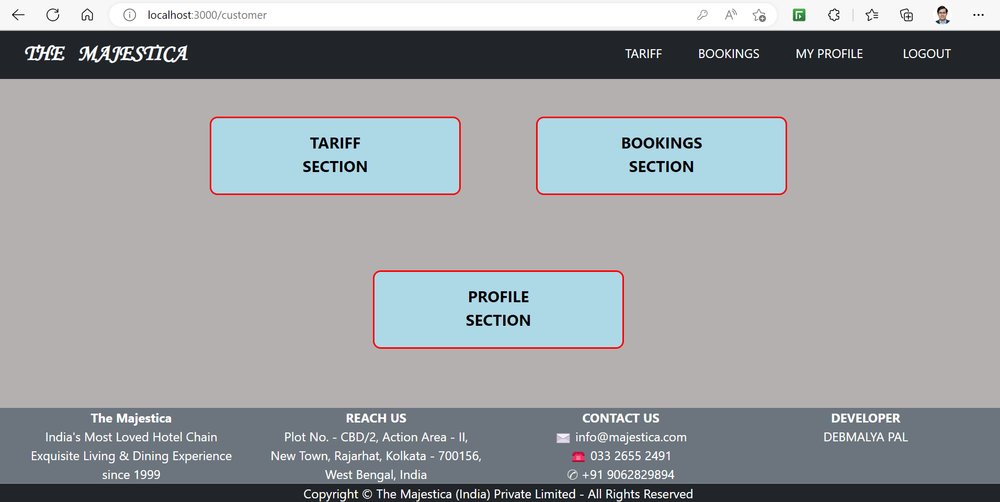 localhost:3000/customer
THE MAJESTICA
TARIFF BOOKINGS MY PROFILE LOGOUT
TARIFF
SECTION
BOOKINGS
SECTION
PROFILE
SECTION
The Majestica
India's Most Loved Hotel Chain
Exquisite Living & Dining Experience
since 1999
REACH US
Plot No. - CBD/2, Action Area - II,
New Town, Rajarhat, Kolkata - 700156,
West Bengal, India
CONTACT US
✉ info@majestica.com
☎ 033 2655 2491
✆ +91 9062829894
DEVELOPER
DEBMALYA PAL
Copyright © The Majestica (India) Private Limited - All Rights Reserved